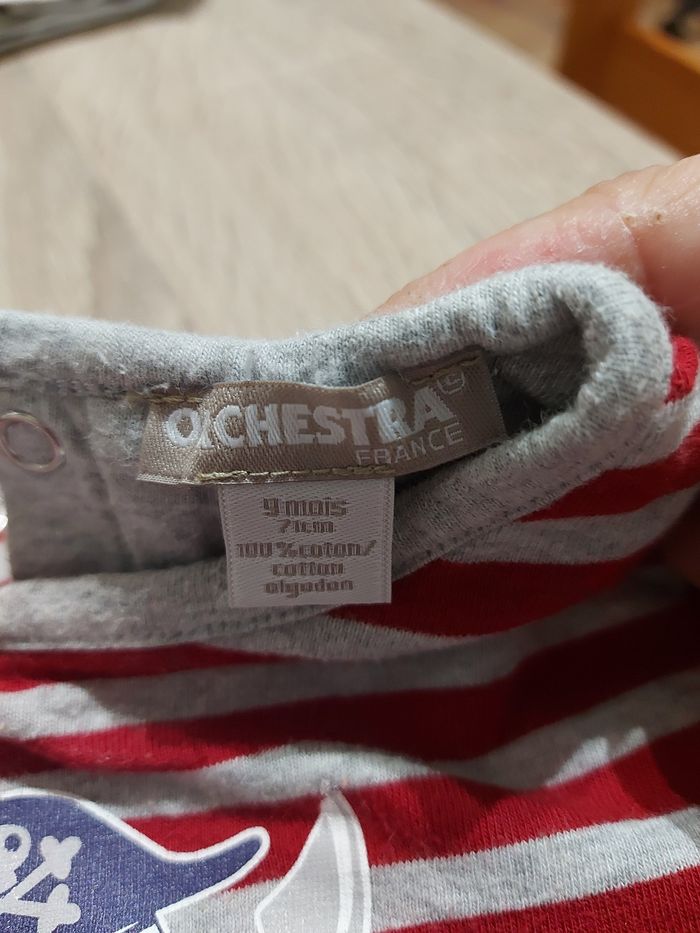 ORCHESTRA
FRANCE
9 mois
71cm
100% coton/
cotton
algodon